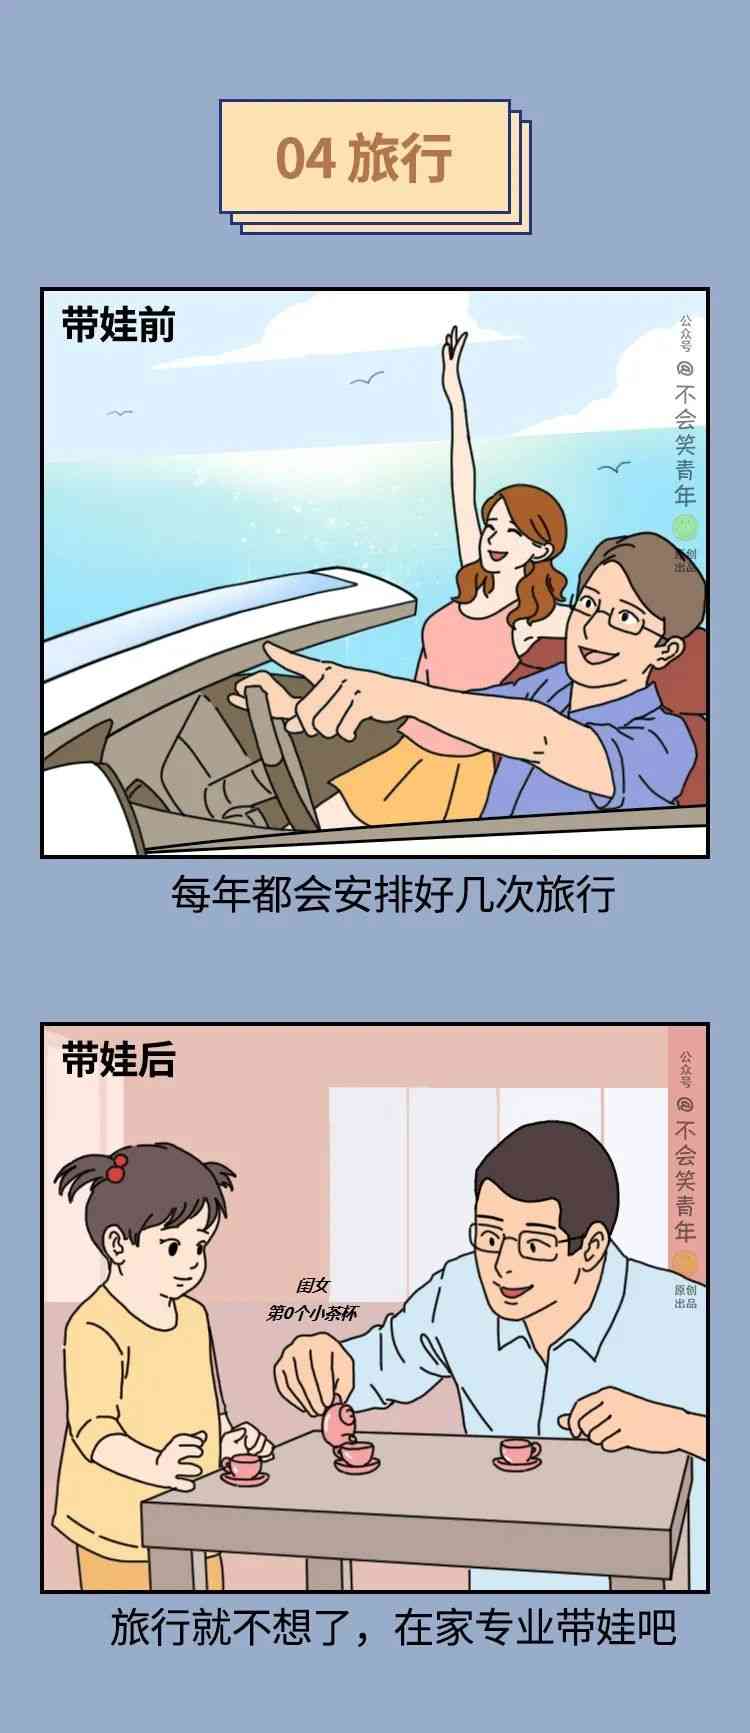 04 旅行
带娃前
公众号
@不会笑青年
原创
出品
每年都会安排好几次旅行
带娃后
公众号
@不会笑青年
原创
出品
闺女
第0个小茶杯
旅行就不想了，在家专业带娃吧